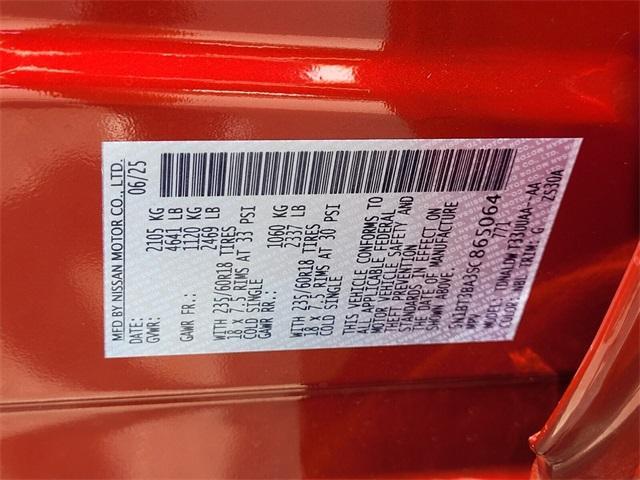 MFD BY NISSAN MOTOR CO., LTD.
DATE: 06/25
GVWR: 2105 KG
4641 LB
GAWR FR.: 1120 KG
2469 LB
WITH 235/60R18 TIRES
18 X 7.5 RIMS AT 33 PSI
COLD SINGLE
GAWR RR.: 1060 KG
2337 LB
WITH 235/60R18 TIRES
18 X 7.5 RIMS AT 30 PSI
COLD SINGLE
THIS VEHICLE CONFORMS TO
ALL APPLICABLE FEDERAL
MOTOR VEHICLE SAFETY AND
THEFT PREVENTION
STANDARDS IN EFFECT ON
THE DATE OF MANUFACTURE
SHOWN ABOVE.
5N1BT3BA3SC865064
MPV 7771
MODEL: TDNALDWT33UUAA--AA
COLOR: NBL TRIM: G ZS30A